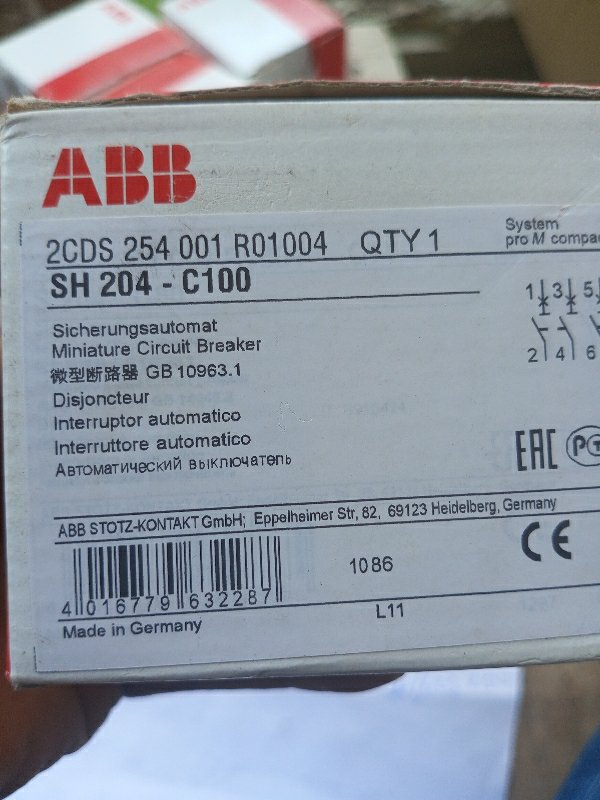 ABB
2CDS 254 001 R01004 QTY 1
System
pro M compac
SH 204 - C100
1 3 5
2 4 6
Sicherungsautomat
Miniature Circuit Breaker
微型断路器 GB 10963.1
Disjoncteur
Interruptor automatico
Interruttore automatico
Автоматический выключатель
EAC
ABB STOTZ-KONTAKT GmbH; Eppelheimer Str, 82, 69123 Heidelberg, Germany
CE
1086
4 016779 632287
L11
Made in Germany